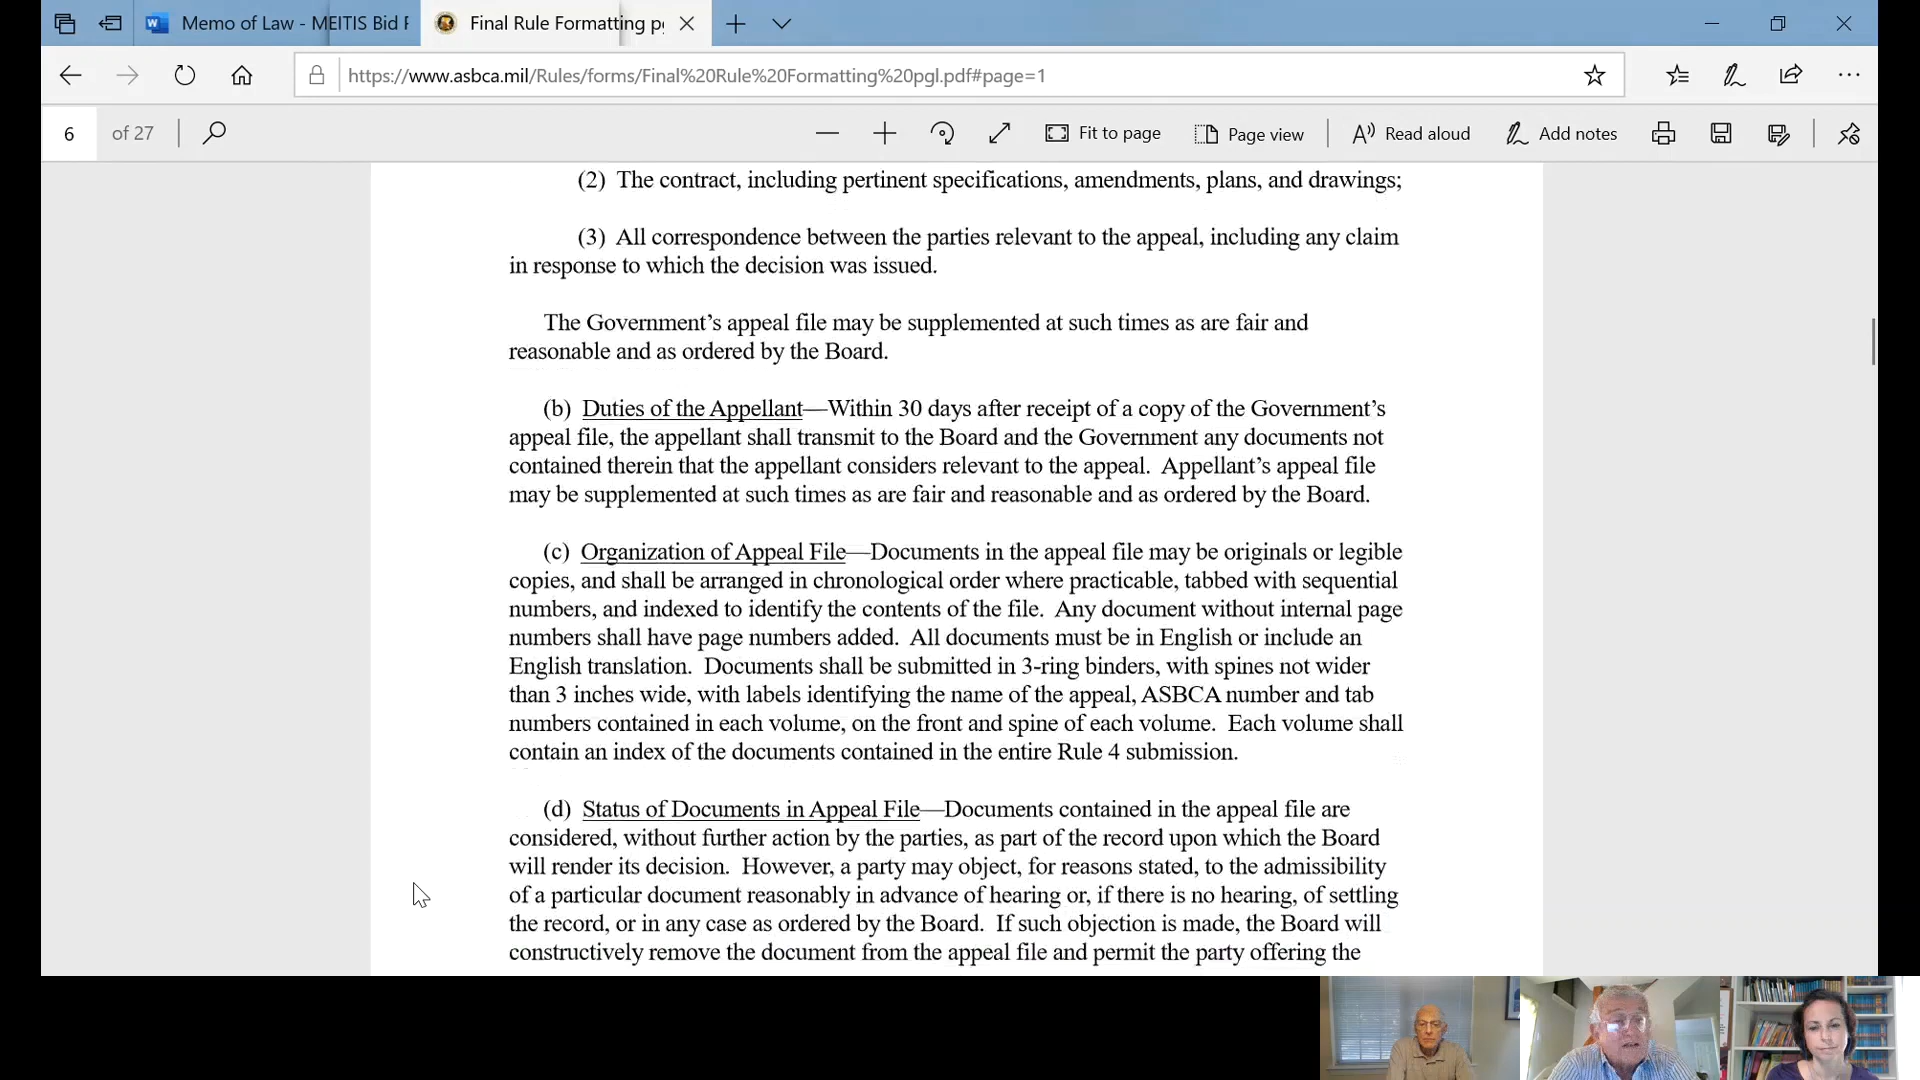 Memo of Law - MEITIS Bid
Final Rule Formatting
https://www.asbca.mil/Rules/forms/Final%20Rule%20Formatting%20pgl.pdf#page=1
6 of 27
Fit to page
Page view
Read aloud
Add notes
(2) The contract, including pertinent specifications, amendments, plans, and drawings;
(3) All correspondence between the parties relevant to the appeal, including any claim
in response to which the decision was issued.
The Government’s appeal file may be supplemented at such times as are fair and
reasonable and as ordered by the Board.
(b) Duties of the Appellant—Within 30 days after receipt of a copy of the Government’s
appeal file, the appellant shall transmit to the Board and the Government any documents not
contained therein that the appellant considers relevant to the appeal. Appellant’s appeal file
may be supplemented at such times as are fair and reasonable and as ordered by the Board.
(c) Organization of Appeal File—Documents in the appeal file may be originals or legible
copies, and shall be arranged in chronological order where practicable, tabbed with sequential
numbers, and indexed to identify the contents of the file. Any document without internal page
numbers shall have page numbers added. All documents must be in English or include an
English translation. Documents shall be submitted in 3-ring binders, with spines not wider
than 3 inches wide, with labels identifying the name of the appeal, ASBCA number and tab
numbers contained in each volume, on the front and spine of each volume. Each volume shall
contain an index of the documents contained in the entire Rule 4 submission.
(d) Status of Documents in Appeal File—Documents contained in the appeal file are
considered, without further action by the parties, as part of the record upon which the Board
will render its decision. However, a party may object, for reasons stated, to the admissibility
of a particular document reasonably in advance of hearing or, if there is no hearing, of settling
the record, or in any case as ordered by the Board. If such objection is made, the Board will
constructively remove the document from the appeal file and permit the party offering the